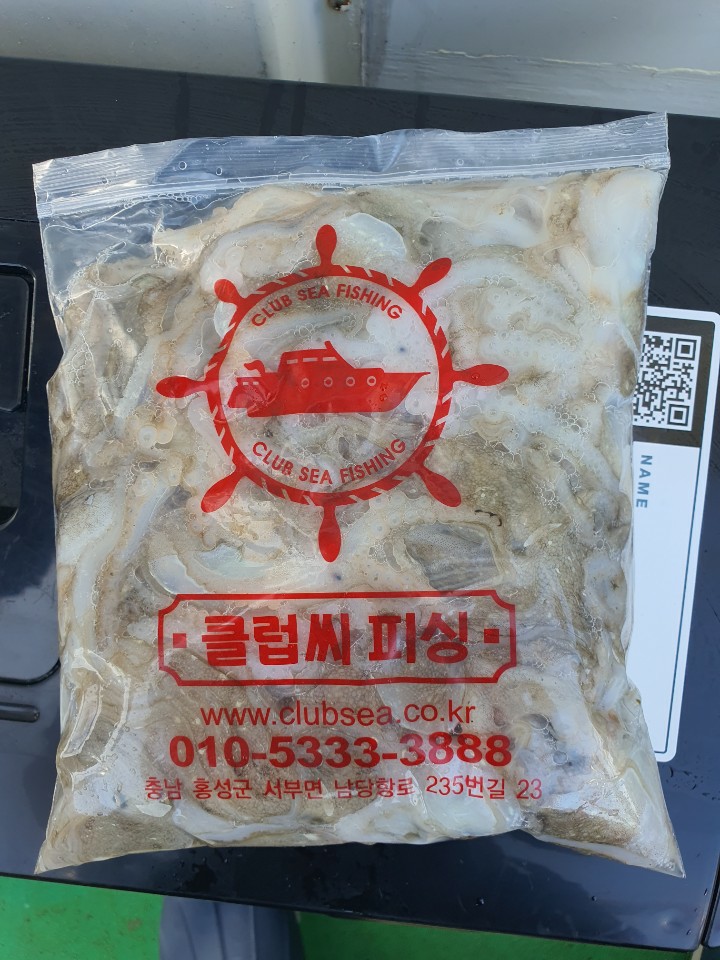 CLUB SEA FISHING
CLUB SEA FISHING
클럽씨 피싱
www.clubsea.co.kr
010-5333-3888
충남 홍성군 서부면 남당항로 235번길 23
NAME